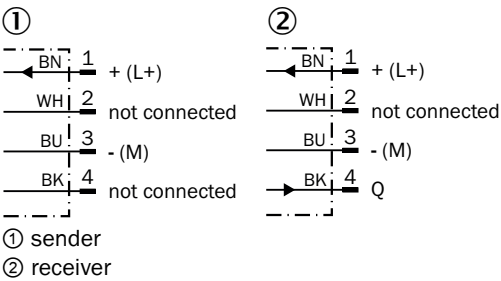 ① ②
BN 1 + (L+) BN 1 + (L+)
WH 2 not connected WH 2 not connected
BU 3 - (M) BU 3 - (M)
BK 4 not connected BK 4 Q
① sender
② receiver